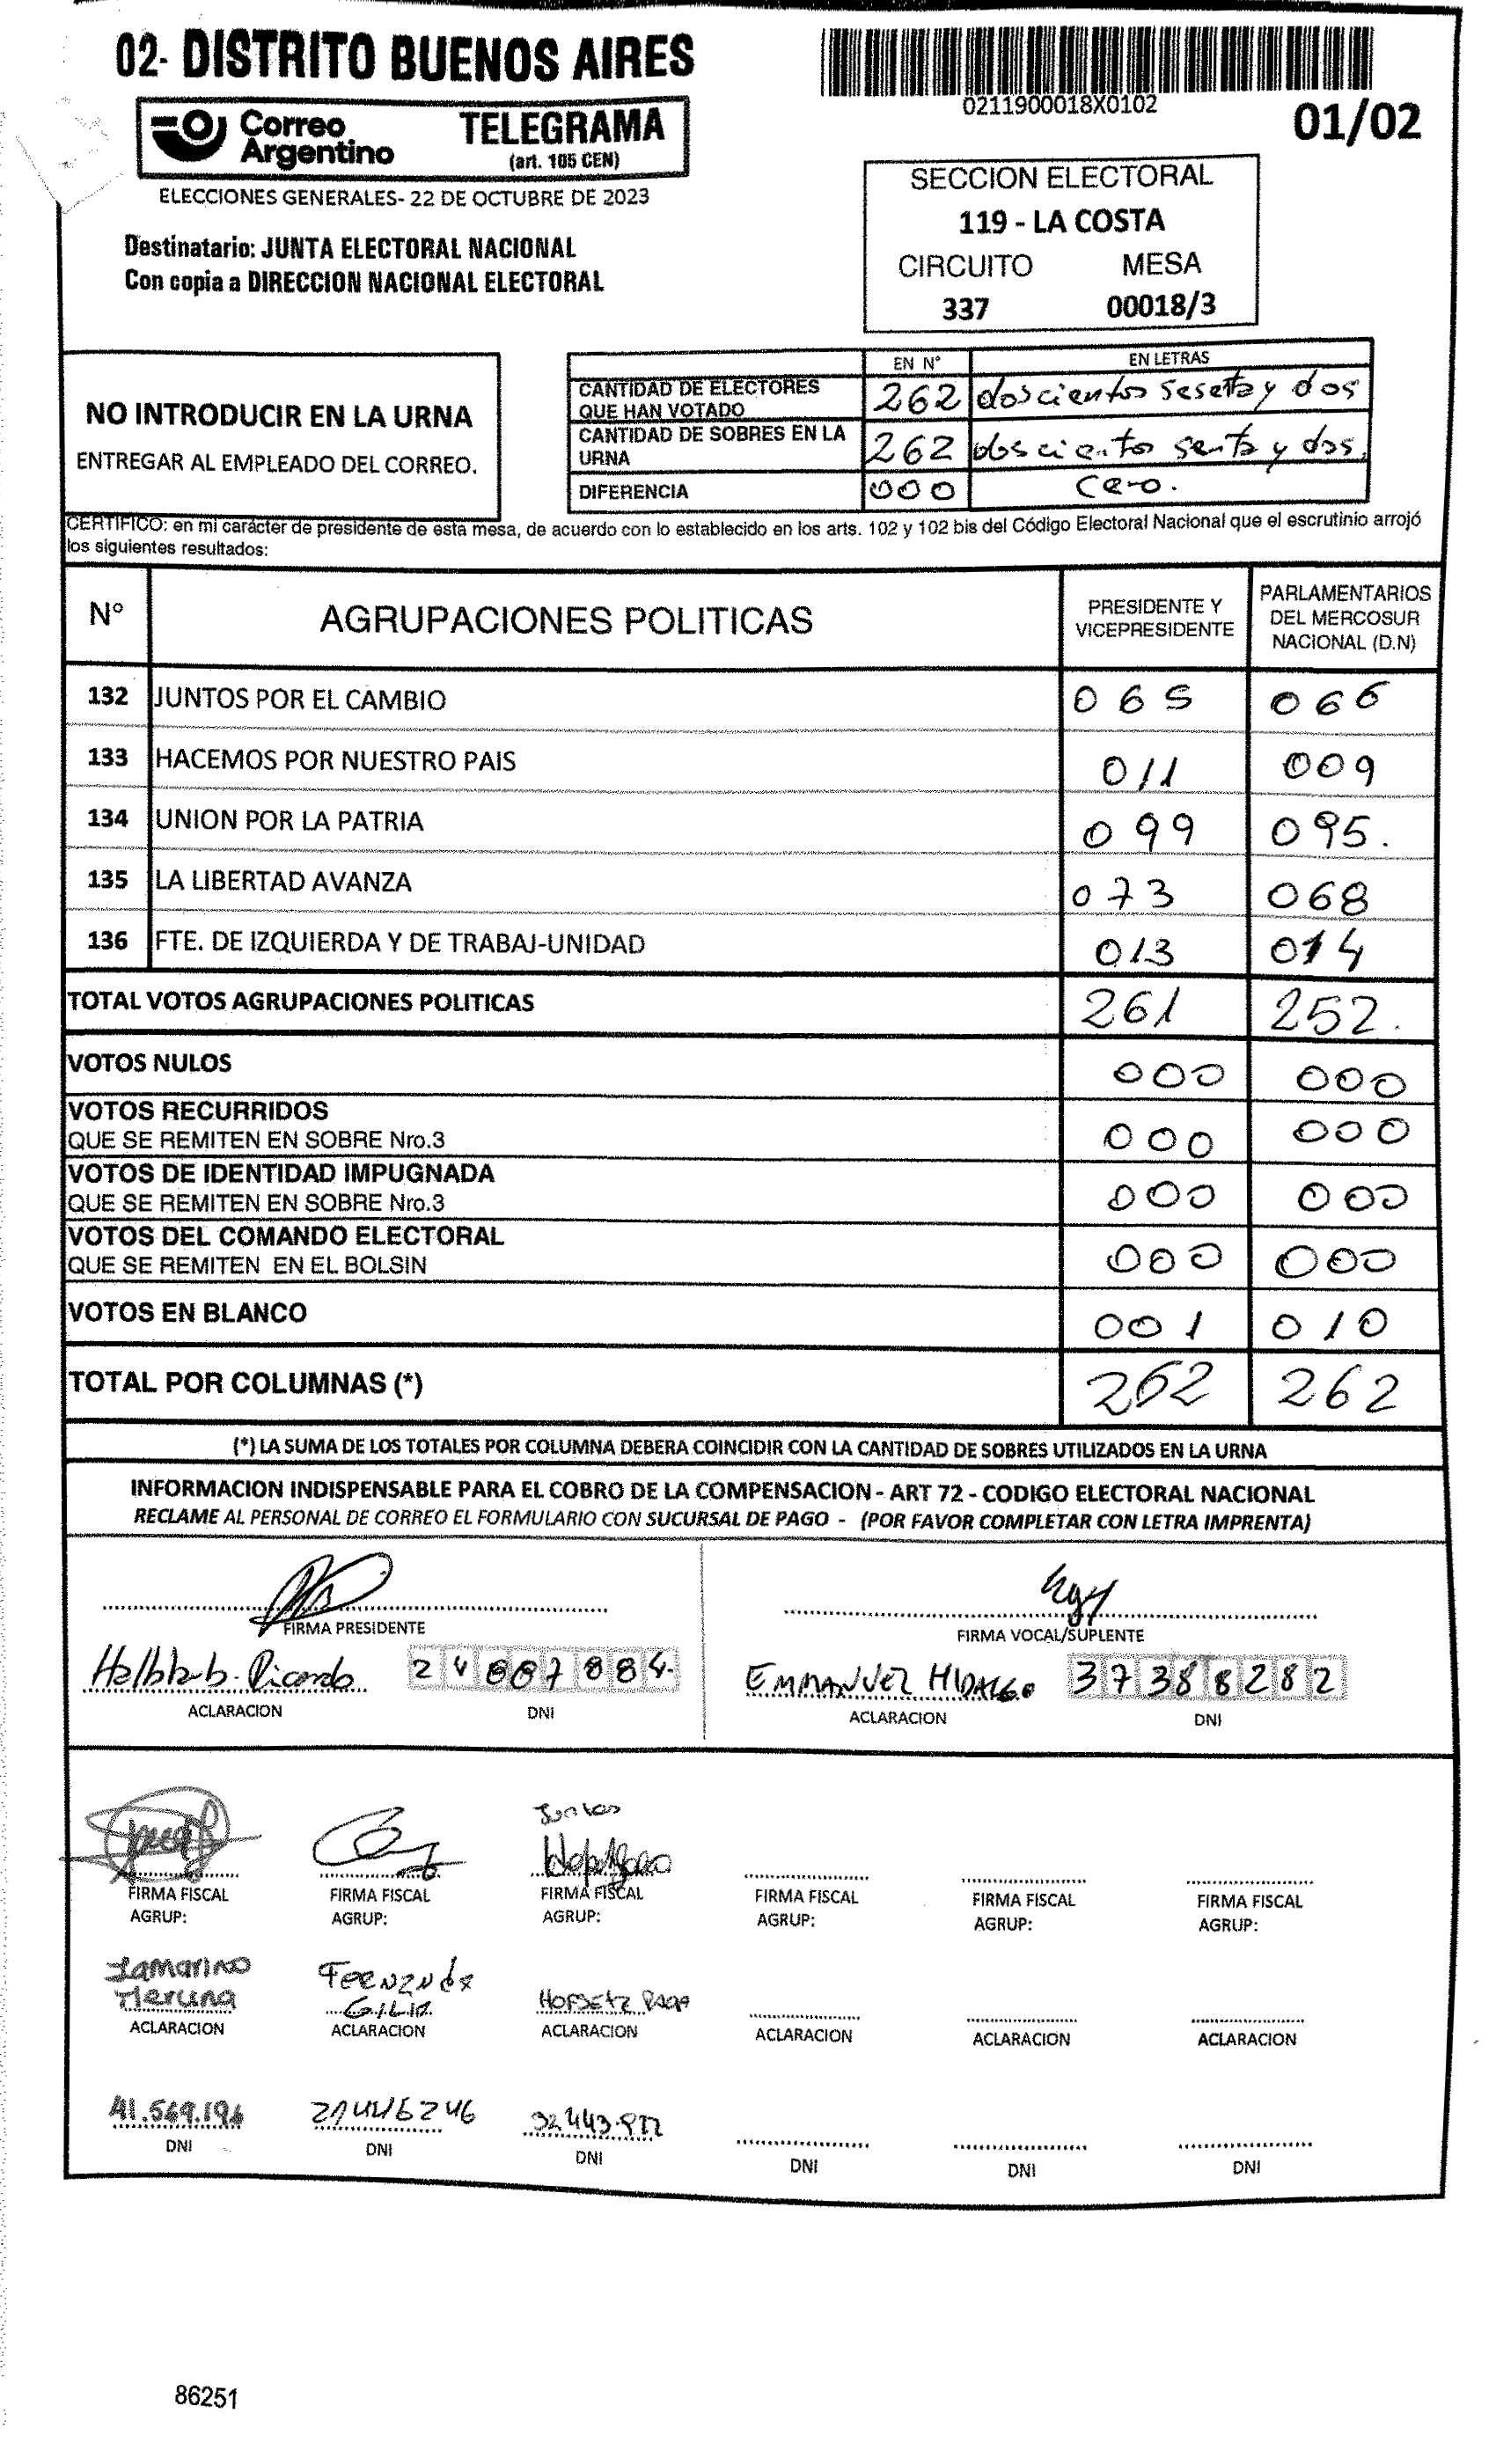 02- DISTRITO BUENOS AIRES
0211900018X0102
01/02
Correo Argentino
TELEGRAMA
(art. 105 CEN)
ELECCIONES GENERALES- 22 DE OCTUBRE DE 2023
Destinatario: JUNTA ELECTORAL NACIONAL
Con copia a DIRECCION NACIONAL ELECTORAL
SECCION ELECTORAL
119 - LA COSTA
CIRCUITO MESA
337 00018/3
NO INTRODUCIR EN LA URNA
ENTREGAR AL EMPLEADO DEL CORREO.
EN N° EN LETRAS
CANTIDAD DE ELECTORES QUE HAN VOTADO 262 doscientos sesetta y dos
CANTIDAD DE SOBRES EN LA URNA 262 doscientos senta y dos.
DIFERENCIA 000 Cero.
CERTIFICO: en mi carácter de presidente de esta mesa, de acuerdo con lo establecido en los arts. 102 y 102 bis del Código Electoral Nacional que el escrutinio arrojó
los siguientes resultados:
N° AGRUPACIONES POLITICAS PRESIDENTE Y VICEPRESIDENTE PARLAMENTARIOS DEL MERCOSUR NACIONAL (D.N)
132 JUNTOS POR EL CAMBIO 065 066
133 HACEMOS POR NUESTRO PAIS 011 009
134 UNION POR LA PATRIA 099 095.
135 LA LIBERTAD AVANZA 073 068
136 FTE. DE IZQUIERDA Y DE TRABAJ-UNIDAD 013 014
TOTAL VOTOS AGRUPACIONES POLITICAS 261 252.
VOTOS NULOS 000 000
VOTOS RECURRIDOS
QUE SE REMITEN EN SOBRE Nro.3 000 000
VOTOS DE IDENTIDAD IMPUGNADA
QUE SE REMITEN EN SOBRE Nro.3 000 000
VOTOS DEL COMANDO ELECTORAL
QUE SE REMITEN EN EL BOLSIN 000 000
VOTOS EN BLANCO 001 010
TOTAL POR COLUMNAS (*) 262 262
(*) LA SUMA DE LOS TOTALES POR COLUMNA DEBERA COINCIDIR CON LA CANTIDAD DE SOBRES UTILIZADOS EN LA URNA
INFORMACION INDISPENSABLE PARA EL COBRO DE LA COMPENSACION - ART 72 - CODIGO ELECTORAL NACIONAL
RECLAME AL PERSONAL DE CORREO EL FORMULARIO CON SUCURSAL DE PAGO - (POR FAVOR COMPLETAR CON LETRA IMPRENTA)
FIRMA PRESIDENTE FIRMA VOCAL/SUPLENTE
Ricardo 24887884. EMMANUEL HIDALGO 37388282
ACLARACION DNI ACLARACION DNI
Juntos
FIRMA FISCAL FIRMA FISCAL FIRMA FISCAL FIRMA FISCAL FIRMA FISCAL FIRMA FISCAL
AGRUP: AGRUP: AGRUP: AGRUP: AGRUP: AGRUP:
ACLARACION ACLARACION ACLARACION ACLARACION ACLARACION ACLARACION
41.569.196 21446246
DNI DNI DNI DNI DNI DNI
86251